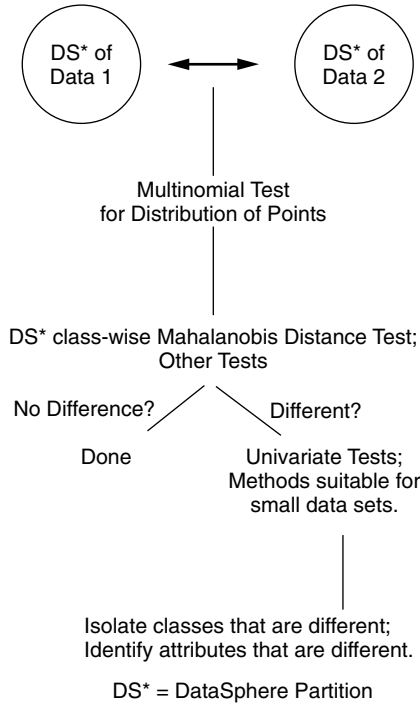 DS* of
Data 1
DS* of
Data 2
Multinomial Test
for Distribution of Points
DS* class-wise Mahalanobis Distance Test;
Other Tests
No Difference?
Different?
Done
Univariate Tests;
Methods suitable for
small data sets.
Isolate classes that are different;
Identify attributes that are different.
DS* = DataSphere Partition